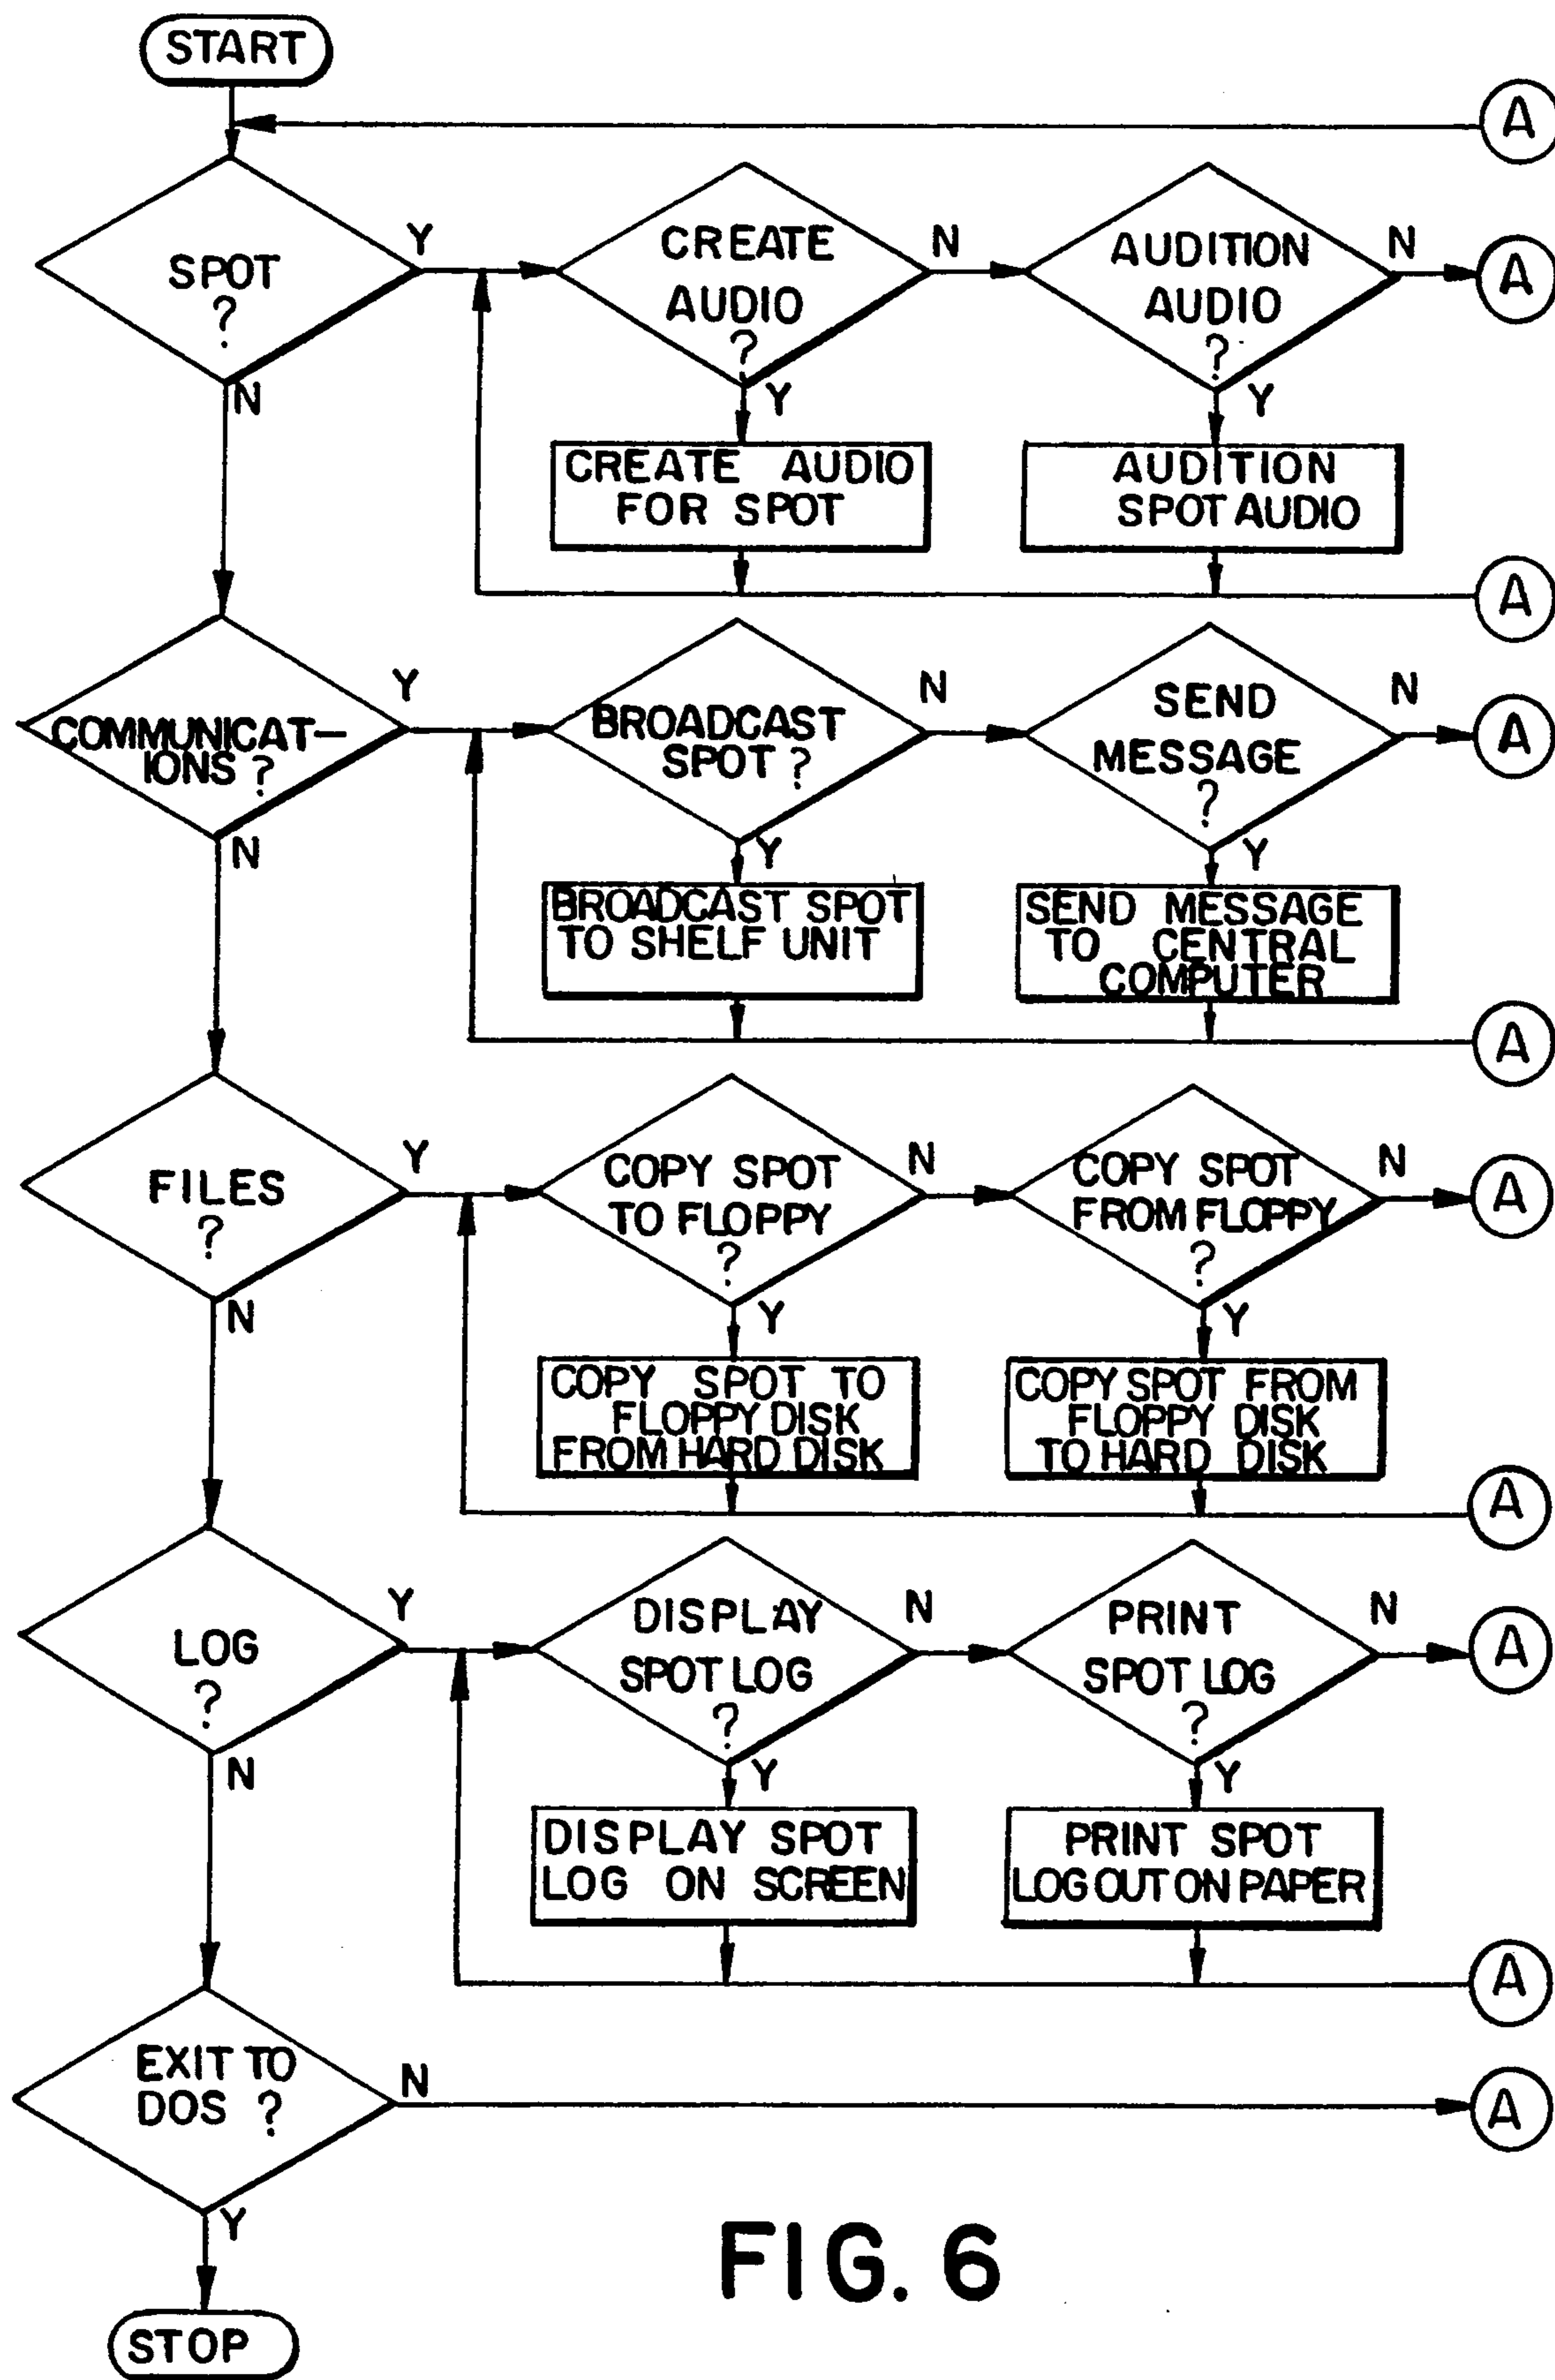 START
A
SPOT
?
Y
N
CREATE
AUDIO
?
N
Y
AUDITION
AUDIO
?
N
Y
A
CREATE AUDIO
FOR SPOT
AUDITION
SPOT AUDIO
A
COMMUNICAT-
IONS ?
Y
N
BROADCAST
SPOT ?
N
Y
SEND
MESSAGE
?
N
Y
A
BROADCAST SPOT
TO SHELF UNIT
SEND MESSAGE
TO CENTRAL
COMPUTER
A
FILES
?
Y
N
COPY SPOT
TO FLOPPY
?
N
Y
COPY SPOT
FROM FLOPPY
?
N
Y
A
COPY SPOT TO
FLOPPY DISK
FROM HARD DISK
COPY SPOT FROM
FLOPPY DISK
TO HARD DISK
A
LOG
?
Y
N
DISPLAY
SPOT LOG
?
N
Y
PRINT
SPOT LOG
?
N
Y
A
DISPLAY SPOT
LOG ON SCREEN
PRINT SPOT
LOG OUT ON PAPER
A
EXIT TO
DOS ?
N
Y
A
STOP
FIG. 6